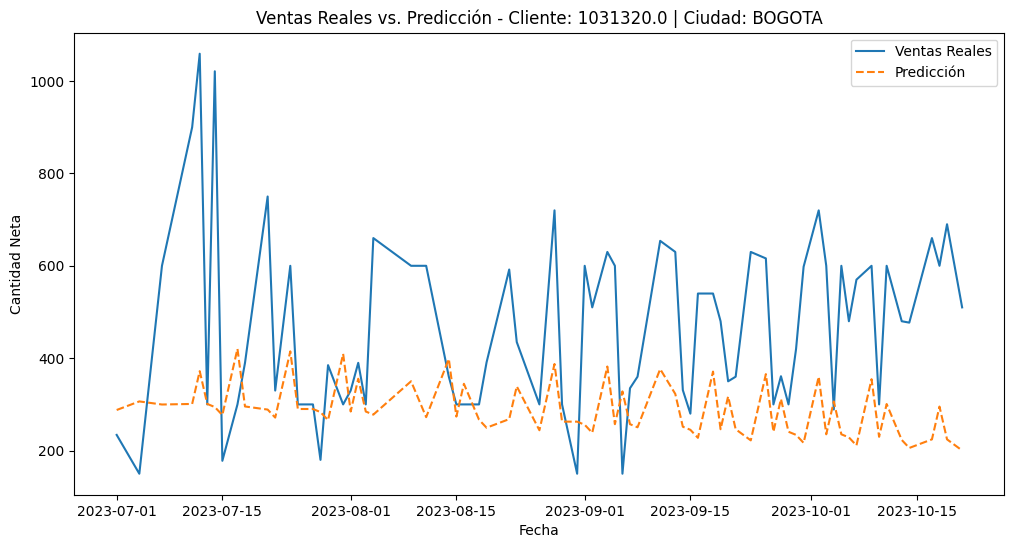 Ventas Reales vs. Predicción - Cliente: 1031320.0 | Ciudad: BOGOTA
Ventas Reales
Predicción
Cantidad Neta
1000
800
600
400
200
2023-07-01 2023-07-15 2023-08-01 2023-08-15 2023-09-01 2023-09-15 2023-10-01 2023-10-15
Fecha